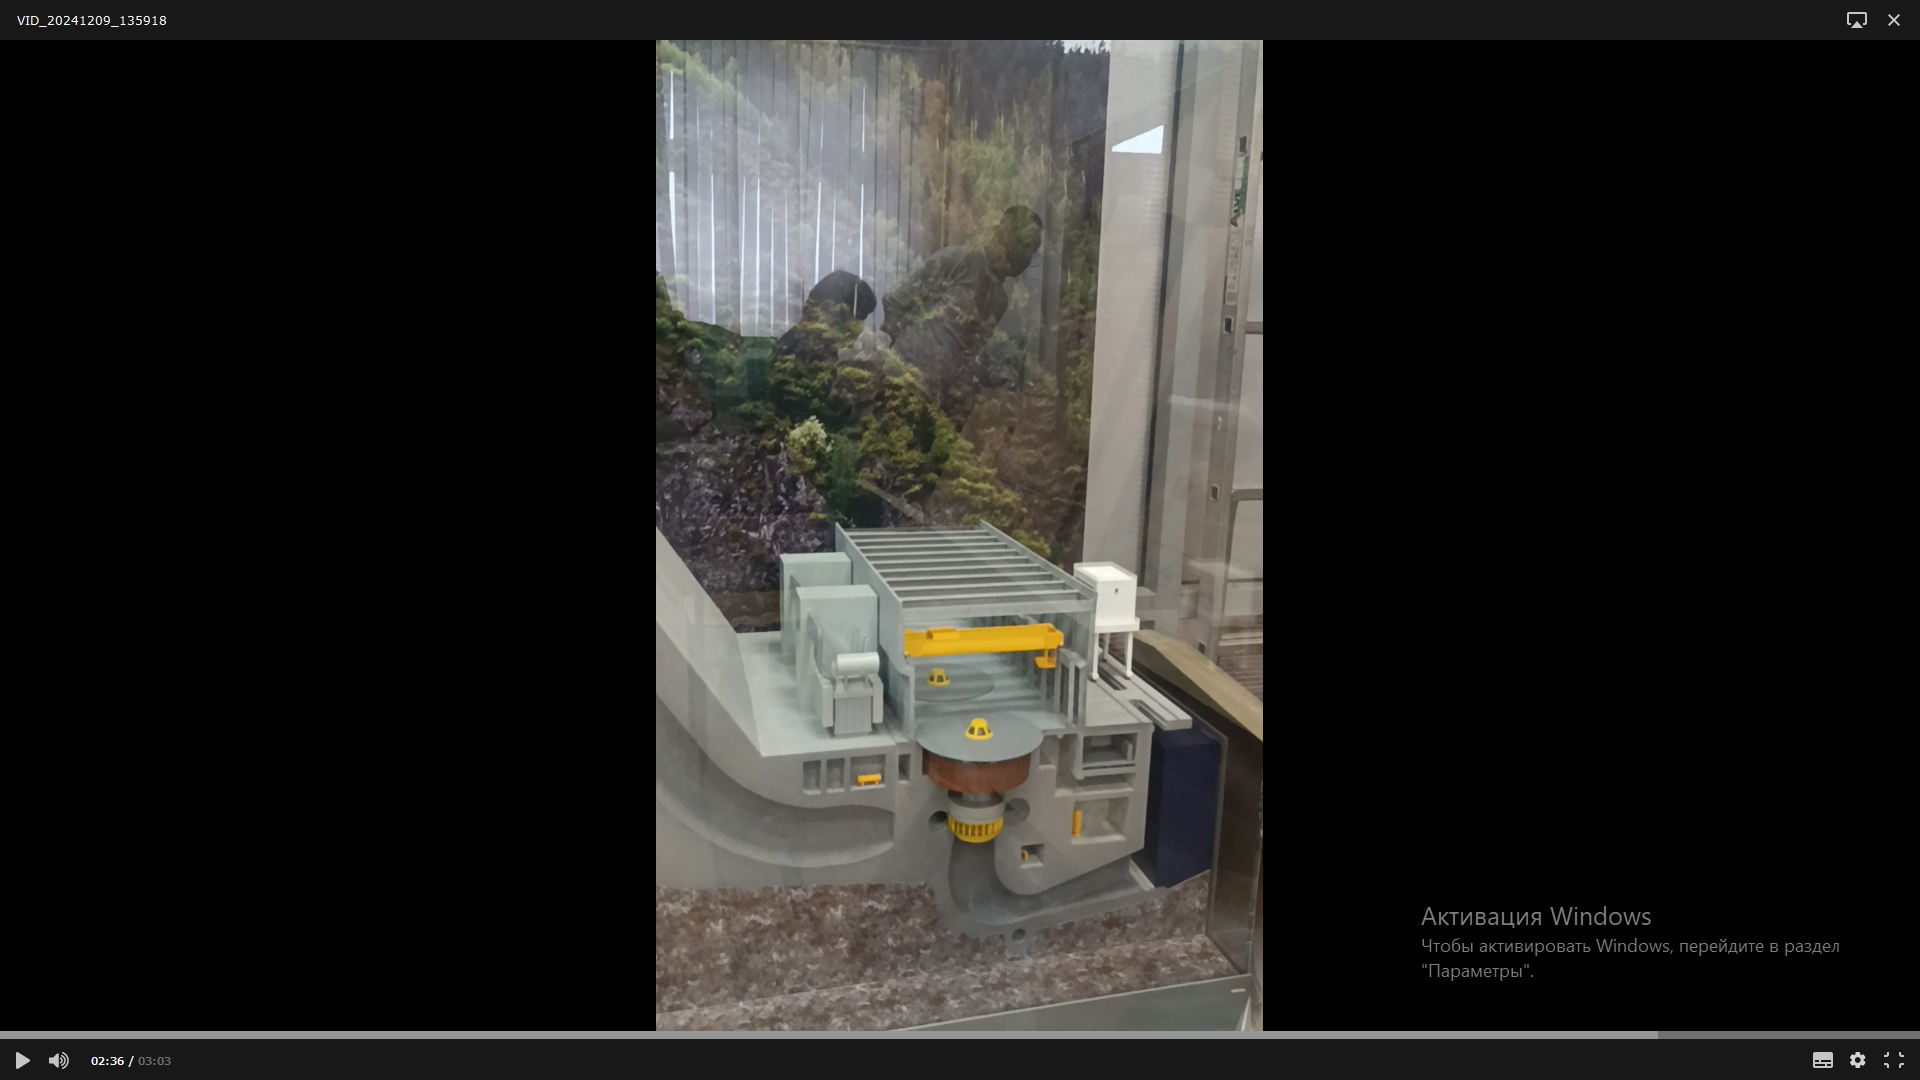 VID_20241209_135918
Активация Windows
Чтобы активировать Windows, перейдите в раздел
"Параметры".
02:36 / 03:03